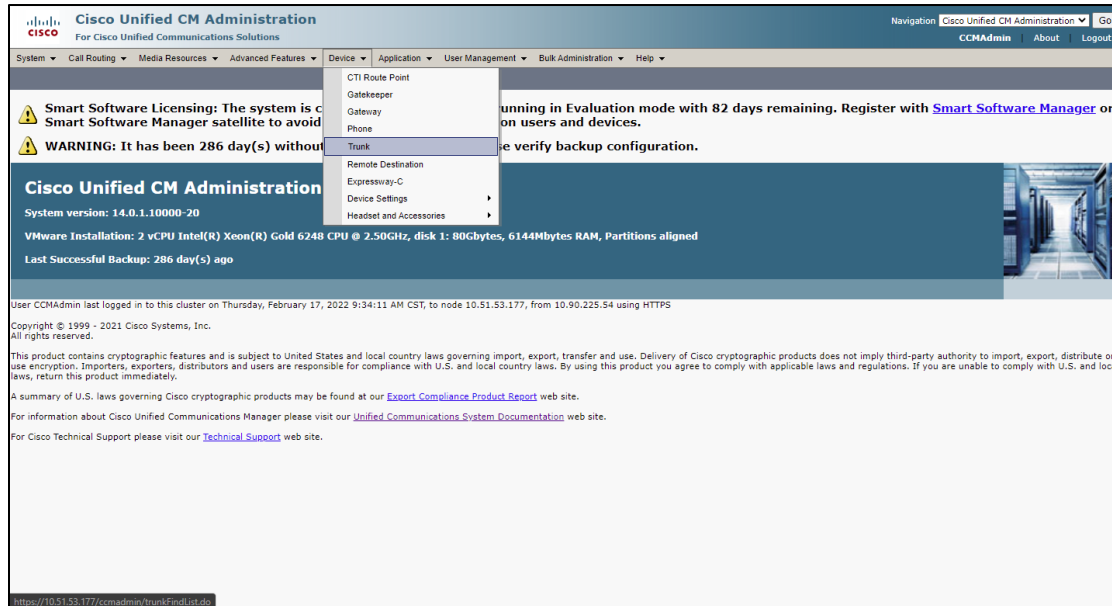 CISCO
Cisco Unified CM Administration
For Cisco Unified Communications Solutions
Navigation Cisco Unified CM Administration Go
CCMAdmin | About | Logout
System Call Routing Media Resources Advanced Features Device Application User Management Bulk Administration Help
CTI Route Point
Gatekeeper
Gateway
Phone
Trunk
Remote Destination
Expressway-C
Device Settings
Headset and Accessories
Smart Software Licensing: The system is c unning in Evaluation mode with 82 days remaining. Register with Smart Software Manager or
Smart Software Manager satellite to avoid on users and devices.
WARNING: It has been 286 day(s) without se verify backup configuration.
Cisco Unified CM Administration
System version: 14.0.1.10000-20
VMware Installation: 2 vCPU Intel(R) Xeon(R) Gold 6248 CPU @ 2.50GHz, disk 1: 80Gbytes, 6144Mbytes RAM, Partitions aligned
Last Successful Backup: 286 day(s) ago
User CCMAdmin last logged in to this cluster on Thursday, February 17, 2022 9:34:11 AM CST, to node 10.51.53.177, from 10.90.225.54 using HTTPS
Copyright © 1999 - 2021 Cisco Systems, Inc.
All rights reserved.
This product contains cryptographic features and is subject to United States and local country laws governing import, export, transfer and use. Delivery of Cisco cryptographic products does not imply third-party authority to import, export, distribute o
use encryption. Importers, exporters, distributors and users are responsible for compliance with U.S. and local country laws. By using this product you agree to comply with applicable laws and regulations. If you are unable to comply with U.S. and loc
laws, return this product immediately.
A summary of U.S. laws governing Cisco cryptographic products may be found at our Export Compliance Product Report web site.
For information about Cisco Unified Communications Manager please visit our Unified Communications System Documentation web site.
For Cisco Technical Support please visit our Technical Support web site.
https://10.51.53.177/ccmadmin/trunkFindList.do